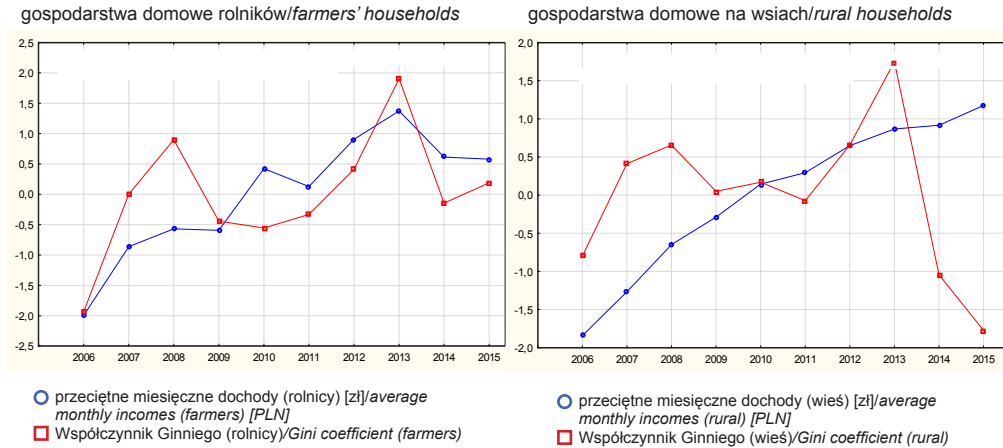 gospodarstwa domowe rolników/farmers' households
2,5
2,0
1,5
1,0
0,5
0,0
-0,5
-1,0
-1,5
-2,0
-2,5
2006 2007 2008 2009 2010 2011 2012 2013 2014 2015
przeciętne miesięczne dochody (rolnicy) [zł]/average
monthly incomes (farmers) [PLN]
Współczynnik Ginniego (rolnicy)/Gini coefficient (farmers)
gospodarstwa domowe na wsiach/rural households
2,0
1,5
1,0
0,5
0,0
-0,5
-1,0
-1,5
-2,0
2006 2007 2008 2009 2010 2011 2012 2013 2014 2015
przeciętne miesięczne dochody (wieś) [zł]/average
monthly incomes (rural) [PLN]
Współczynnik Ginniego (wieś)/Gini coefficient (rural)